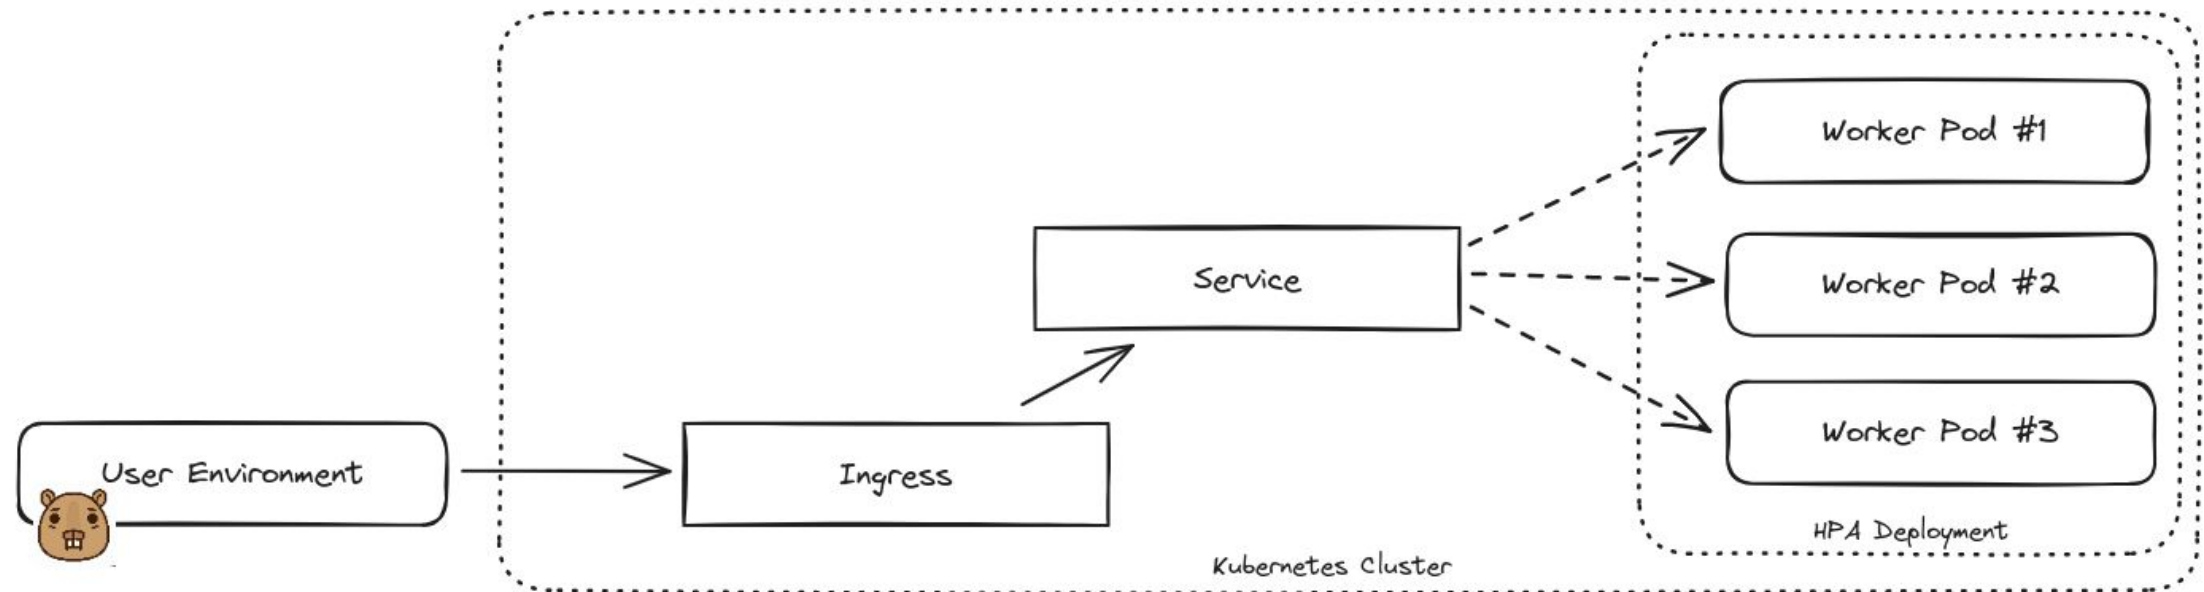 Worker Pod #1
Service
Worker Pod #2
Worker Pod #3
User Environment
Ingress
HPA Deployment
Kubernetes Cluster